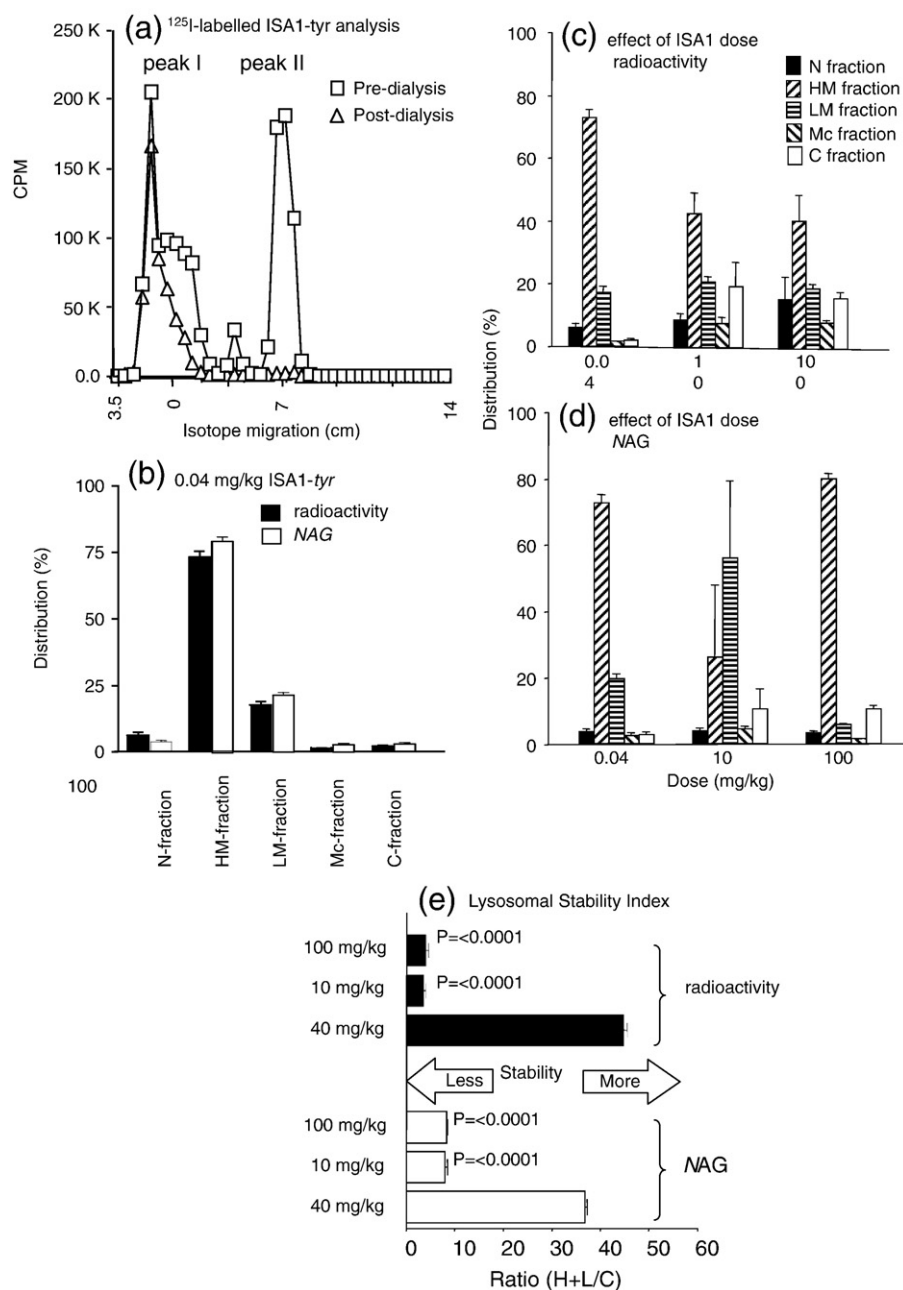 (a) ¹²⁵I-labelled ISA1-tyr analysis
250 K
200 K
150 K
100 K
50 K
0.0
CPM
peak I peak II
Pre-dialysis
Post-dialysis
3.5 0 7 14
Isotope migration (cm)
(b) 0.04 mg/kg ISA1-tyr
100
75
50
25
0
Distribution (%)
radioactivity
NAG
100
N-fraction
HM-fraction
LM-fraction
Mc-fraction
C-fraction
(c) effect of ISA1 dose
radioactivity
100
80
60
40
20
0
N fraction
HM fraction
LM fraction
Mc fraction
C fraction
0.0 1 10
4 0 0
Distribution (%)
(d) effect of ISA1 dose
NAG
80
60
40
20
0
0.04 10 100
Dose (mg/kg)
(e) Lysosomal Stability Index
100 mg/kg P=<0.0001
10 mg/kg P=<0.0001
40 mg/kg
radioactivity
Less Stability More
100 mg/kg P=<0.0001
10 mg/kg P=<0.0001
40 mg/kg
NAG
0 10 20 30 40 50 60
Ratio (H+L/C)